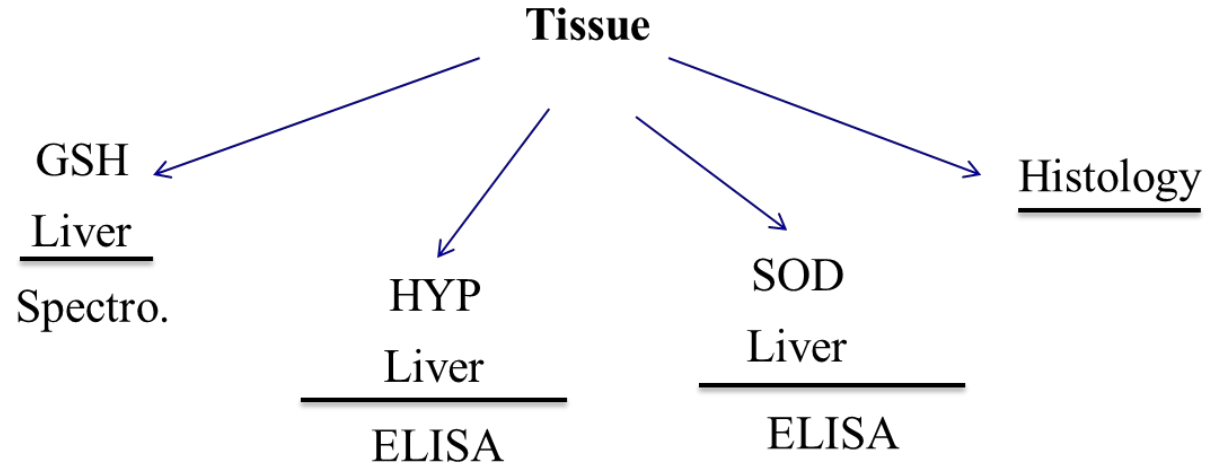 Tissue
GSH
Liver
Spectro.
HYP
Liver
ELISA
SOD
Liver
ELISA
Histology